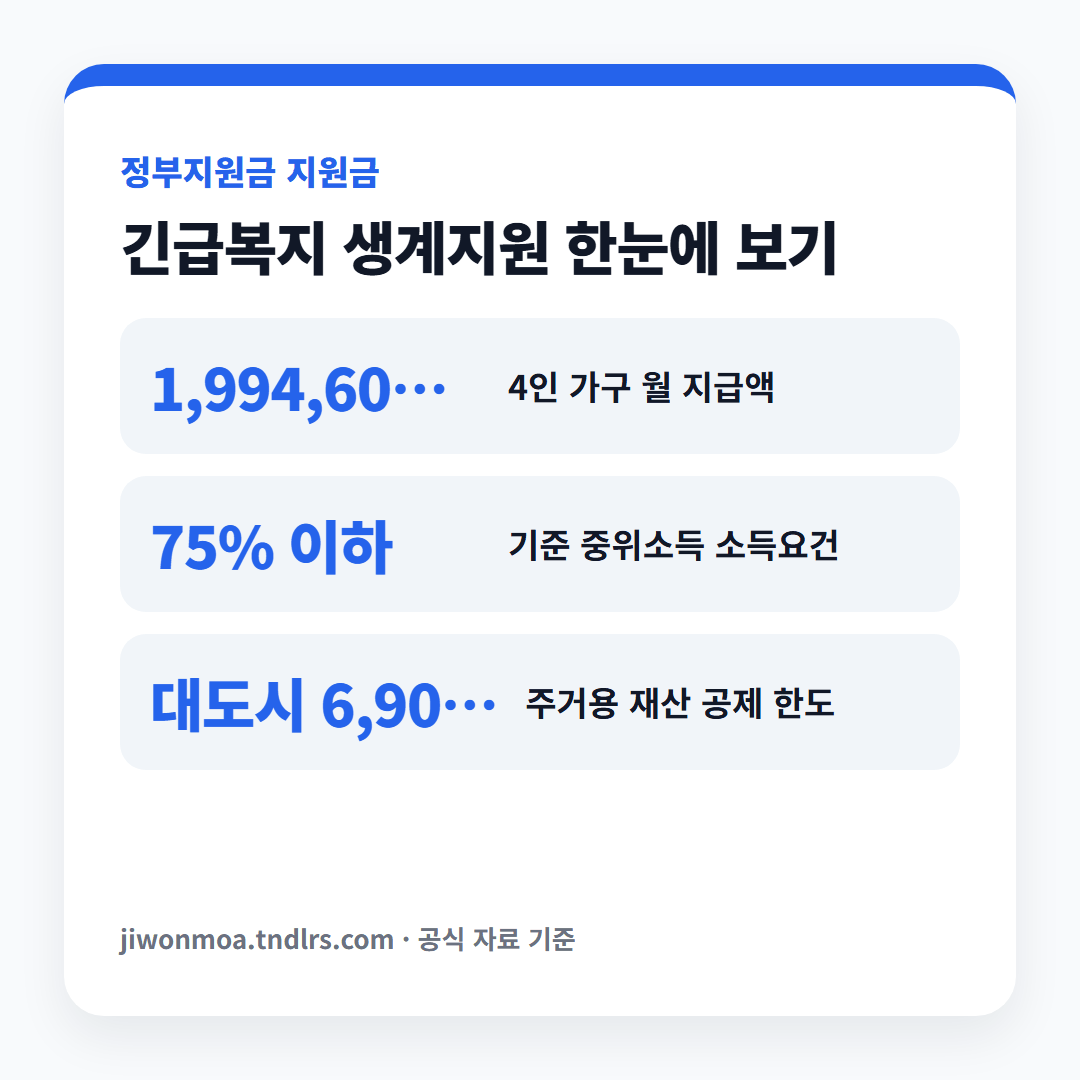 정부지원금 지원금
긴급복지 생계지원 한눈에 보기
1,994,60… 4인 가구 월 지급액
75% 이하 기준 중위소득 소득요건
대도시 6,90… 주거용 재산 공제 한도
jiwonmoa.tndlrs.com · 공식 자료 기준